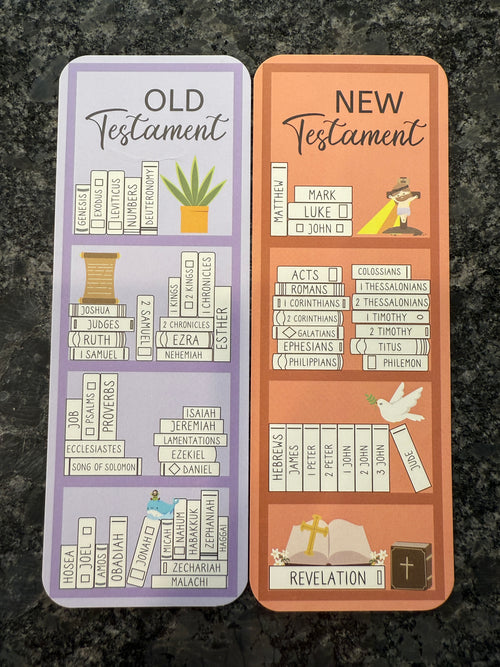 OLD
Testament
GENESIS
EXODUS
LEVITICUS
NUMBERS
DEUTERONOMY
JOSHUA
JUDGES
RUTH
1 SAMUEL
2 SAMUEL
1 KINGS
2 KINGS
1 CHRONICLES
2 CHRONICLES
EZRA
NEHEMIAH
ESTHER
JOB
PSALMS
PROVERBS
ECCLESIASTES
SONG OF SOLOMON
ISAIAH
JEREMIAH
LAMENTATIONS
EZEKIEL
DANIEL
HOSEA
JOEL
AMOS
OBADIAH
JONAH
MICAH
NAHUM
HABAKKUK
ZEPHANIAH
HAGGAI
ZECHARIAH
MALACHI
NEW
Testament
MATTHEW
MARK
LUKE
JOHN
ACTS
ROMANS
1 CORINTHIANS
2 CORINTHIANS
GALATIANS
EPHESIANS
PHILIPPIANS
COLOSSIANS
1 THESSALONIANS
2 THESSALONIANS
1 TIMOTHY
2 TIMOTHY
TITUS
PHILEMON
HEBREWS
JAMES
1 PETER
2 PETER
1 JOHN
2 JOHN
3 JOHN
JUDE
REVELATION